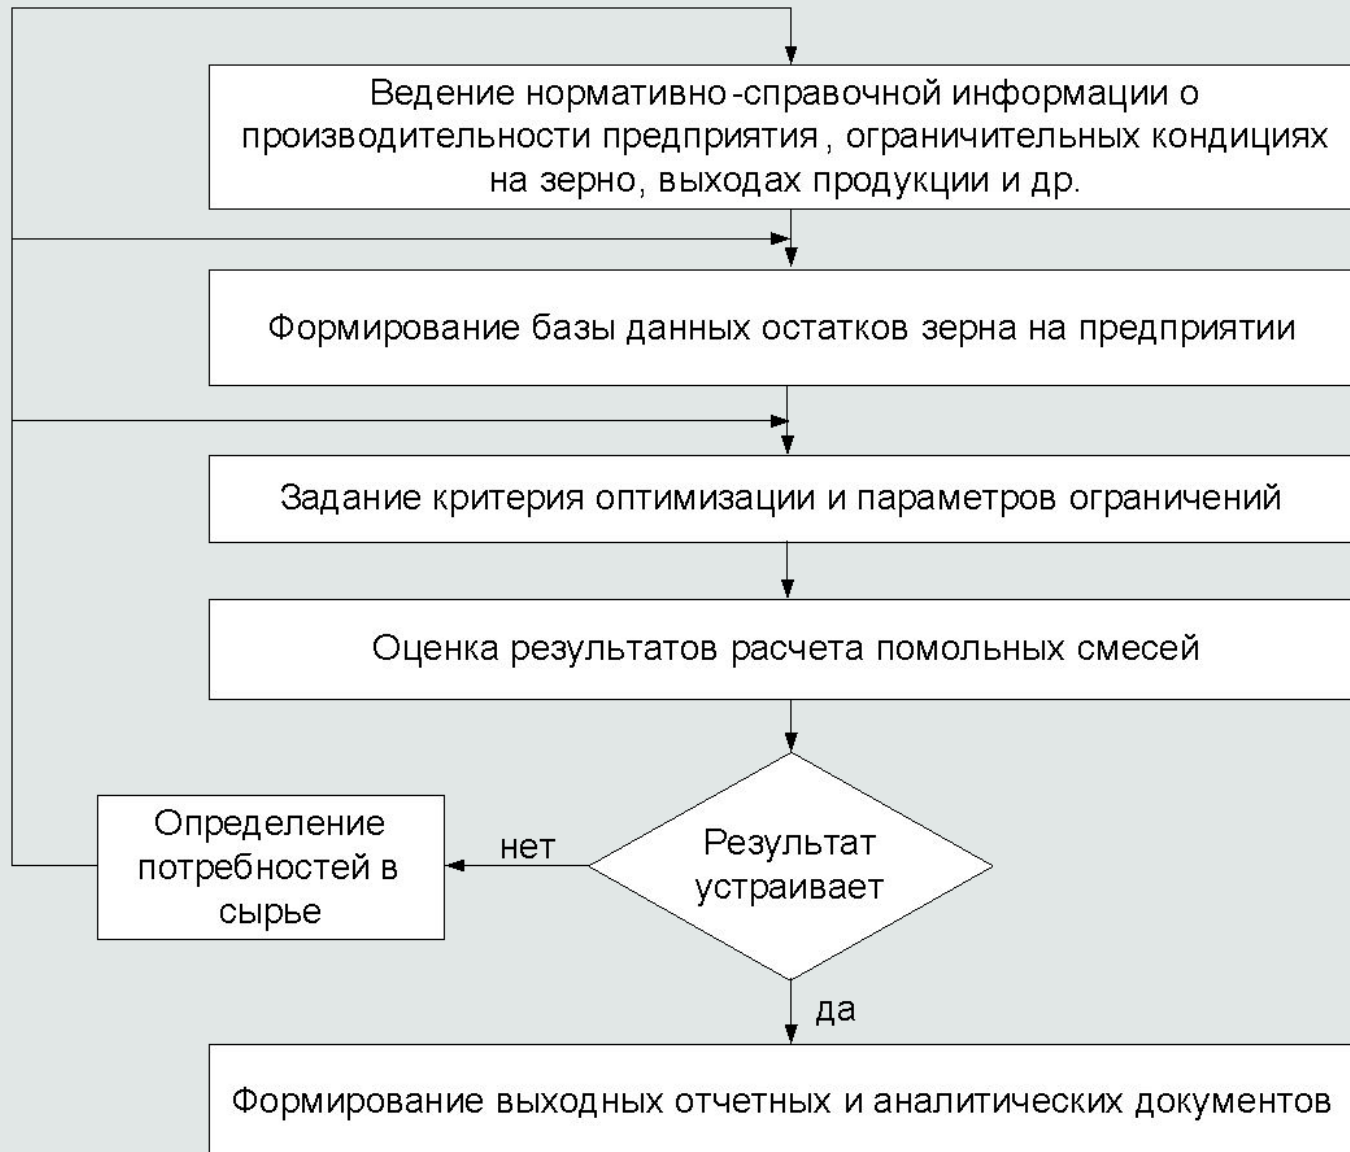 Ведение нормативно-справочной информации о
производительности предприятия, ограничительных кондициях
на зерно, выходах продукции и др.
Формирование базы данных остатков зерна на предприятии
Задание критерия оптимизации и параметров ограничений
Оценка результатов расчета помольных смесей
Результат
устраивает
нет
Определение
потребностей в
сырье
да
Формирование выходных отчетных и аналитических документов